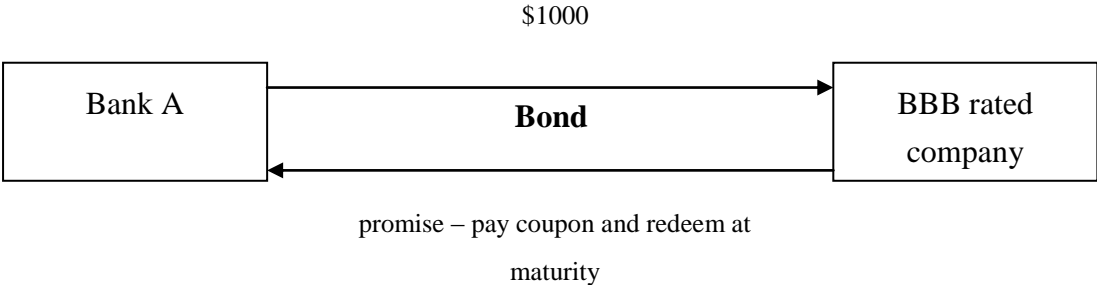 $1000
Bank A
Bond
BBB rated
company
promise – pay coupon and redeem at
maturity